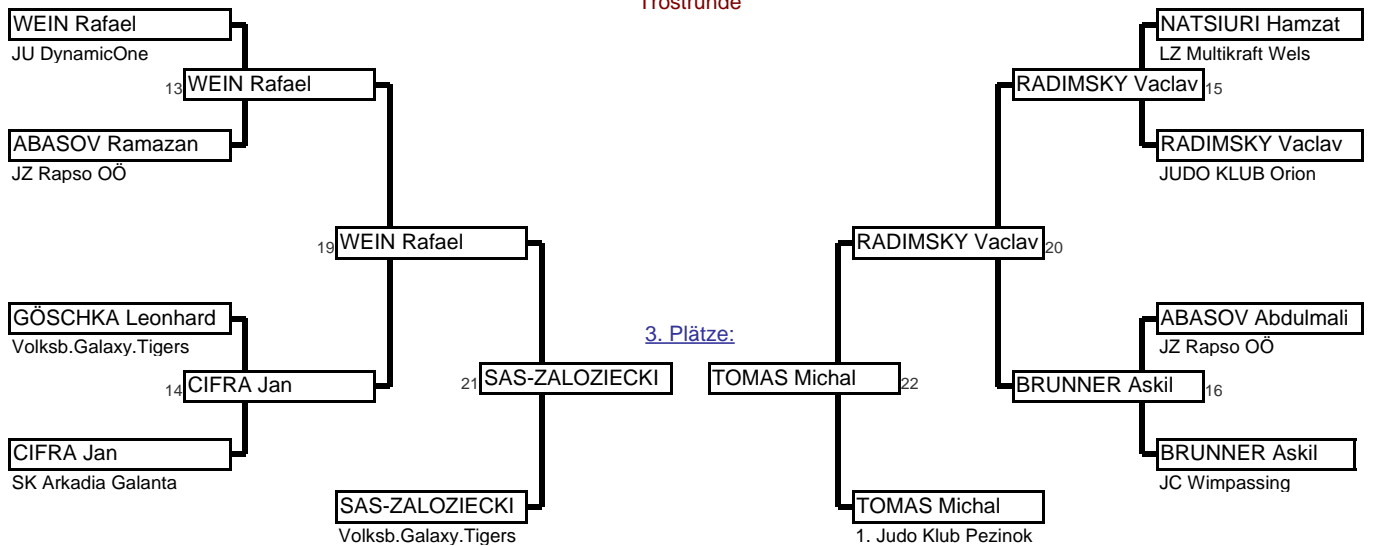 Trostrunde
WEIN Rafael
JU DynamicOne
13 WEIN Rafael
ABASOV Ramazan
JZ Rapso OÖ
19 WEIN Rafael
GÖSCHKA Leonhard
Volksb.Galaxy.Tigers
14 CIFRA Jan
CIFRA Jan
SK Arkadia Galanta
21 SAS-ZALOZIECKI
SAS-ZALOZIECKI
Volksb.Galaxy.Tigers
3. Plätze:
NATSIURI Hamzat
LZ Multikraft Wels
RADIMSKY Vaclav 15
RADIMSKY Vaclav
JUDO KLUB Orion
RADIMSKY Vaclav 20
ABASOV Abdulmali
JZ Rapso OÖ
TOMAS Michal 22
BRUNNER Askil 16
BRUNNER Askil
JC Wimpassing
TOMAS Michal
1. Judo Klub Pezinok